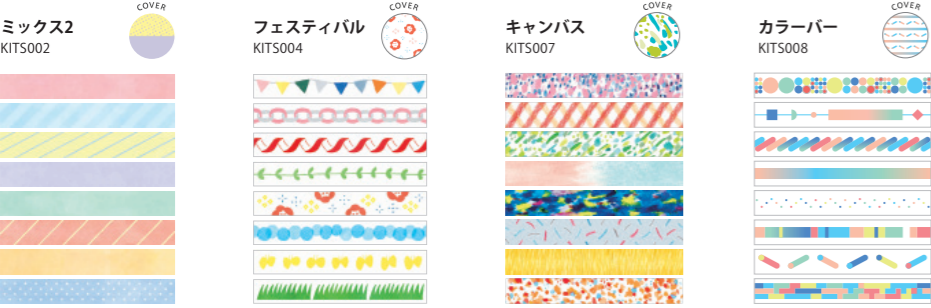 COVER
ミックス2
KITS002
COVER
フェスティバル
KITS004
COVER
キャンバス
KITS007
COVER
カラーバー
KITS008